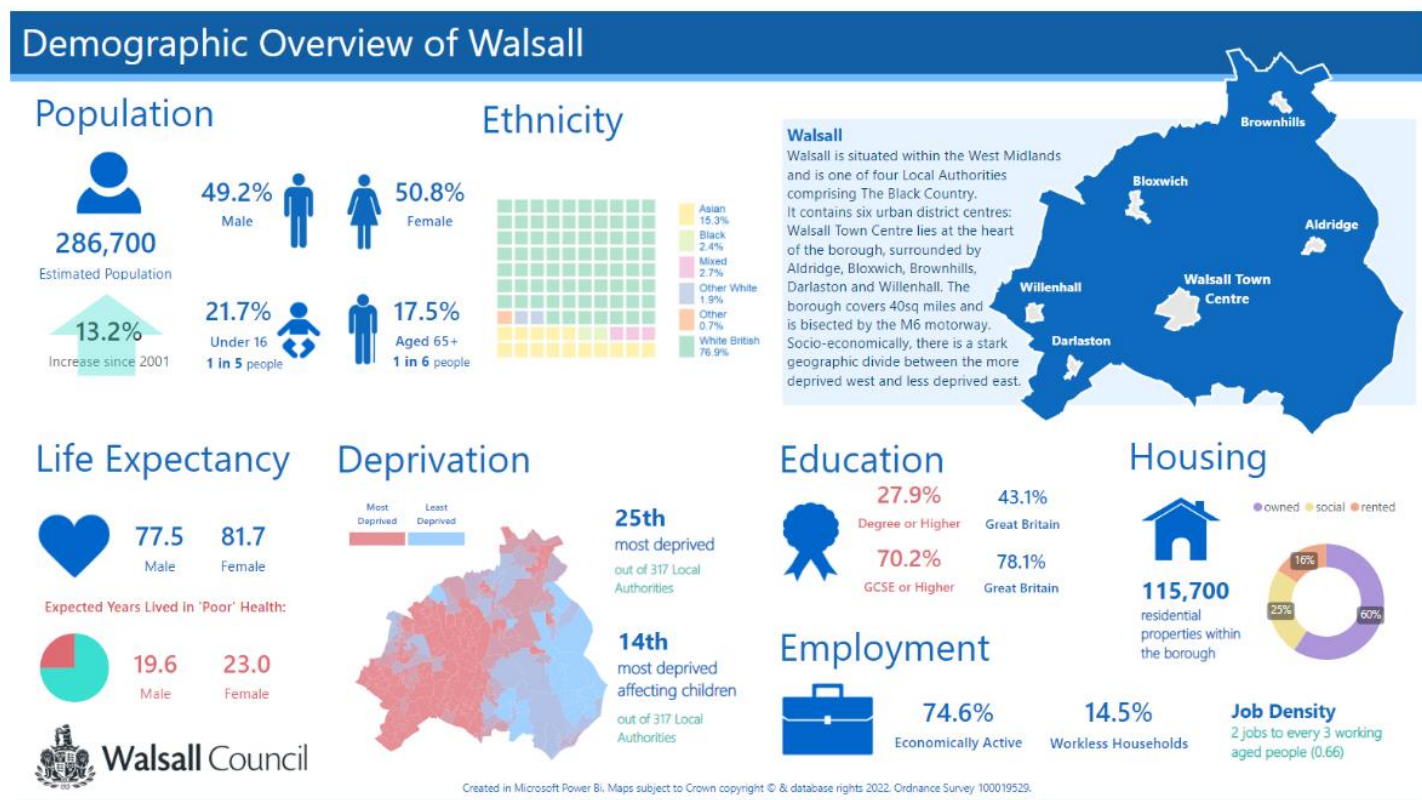 Demographic Overview of Walsall
Population
286,700
Estimated Population
13.2%
Increase since 2001
49.2%
Male
50.8%
Female
21.7%
Under 16
1 in 5 people
17.5%
Aged 65+
1 in 6 people
Ethnicity
Asian
15.3%
Black
2.4%
Mixed
2.7%
Other White
1.9%
Other
0.7%
White British
76.9%
Walsall
Walsall is situated within the West Midlands
and is one of four Local Authorities
comprising The Black Country.
It contains six urban district centres:
Walsall Town Centre lies at the heart
of the borough, surrounded by
Aldridge, Bloxwich, Brownhills,
Darlaston and Willenhall. The
borough covers 40sq miles and
is bisected by the M6 motorway.
Socio-economically, there is a stark
geographic divide between the more
deprived west and less deprived east.
Brownhills
Bloxwich
Aldridge
Walsall Town
Centre
Willenhall
Darlaston
Life Expectancy
77.5
Male
81.7
Female
Expected Years Lived in 'Poor' Health:
19.6
Male
23.0
Female
Walsall Council
Deprivation
Most
Deprived
Least
Deprived
25th
most deprived
out of 317 Local
Authorities
14th
most deprived
affecting children
out of 317 Local
Authorities
Education
27.9%
Degree or Higher
43.1%
Great Britain
70.2%
GCSE or Higher
78.1%
Great Britain
Housing
115,700
residential
properties within
the borough
owned social rented
16%
25%
60%
Employment
74.6%
Economically Active
14.5%
Workless Households
Job Density
2 jobs to every 3 working
aged people (0.66)
Created in Microsoft Power Bi. Maps subject to Crown copyright © & database rights 2022. Ordnance Survey 100019529.